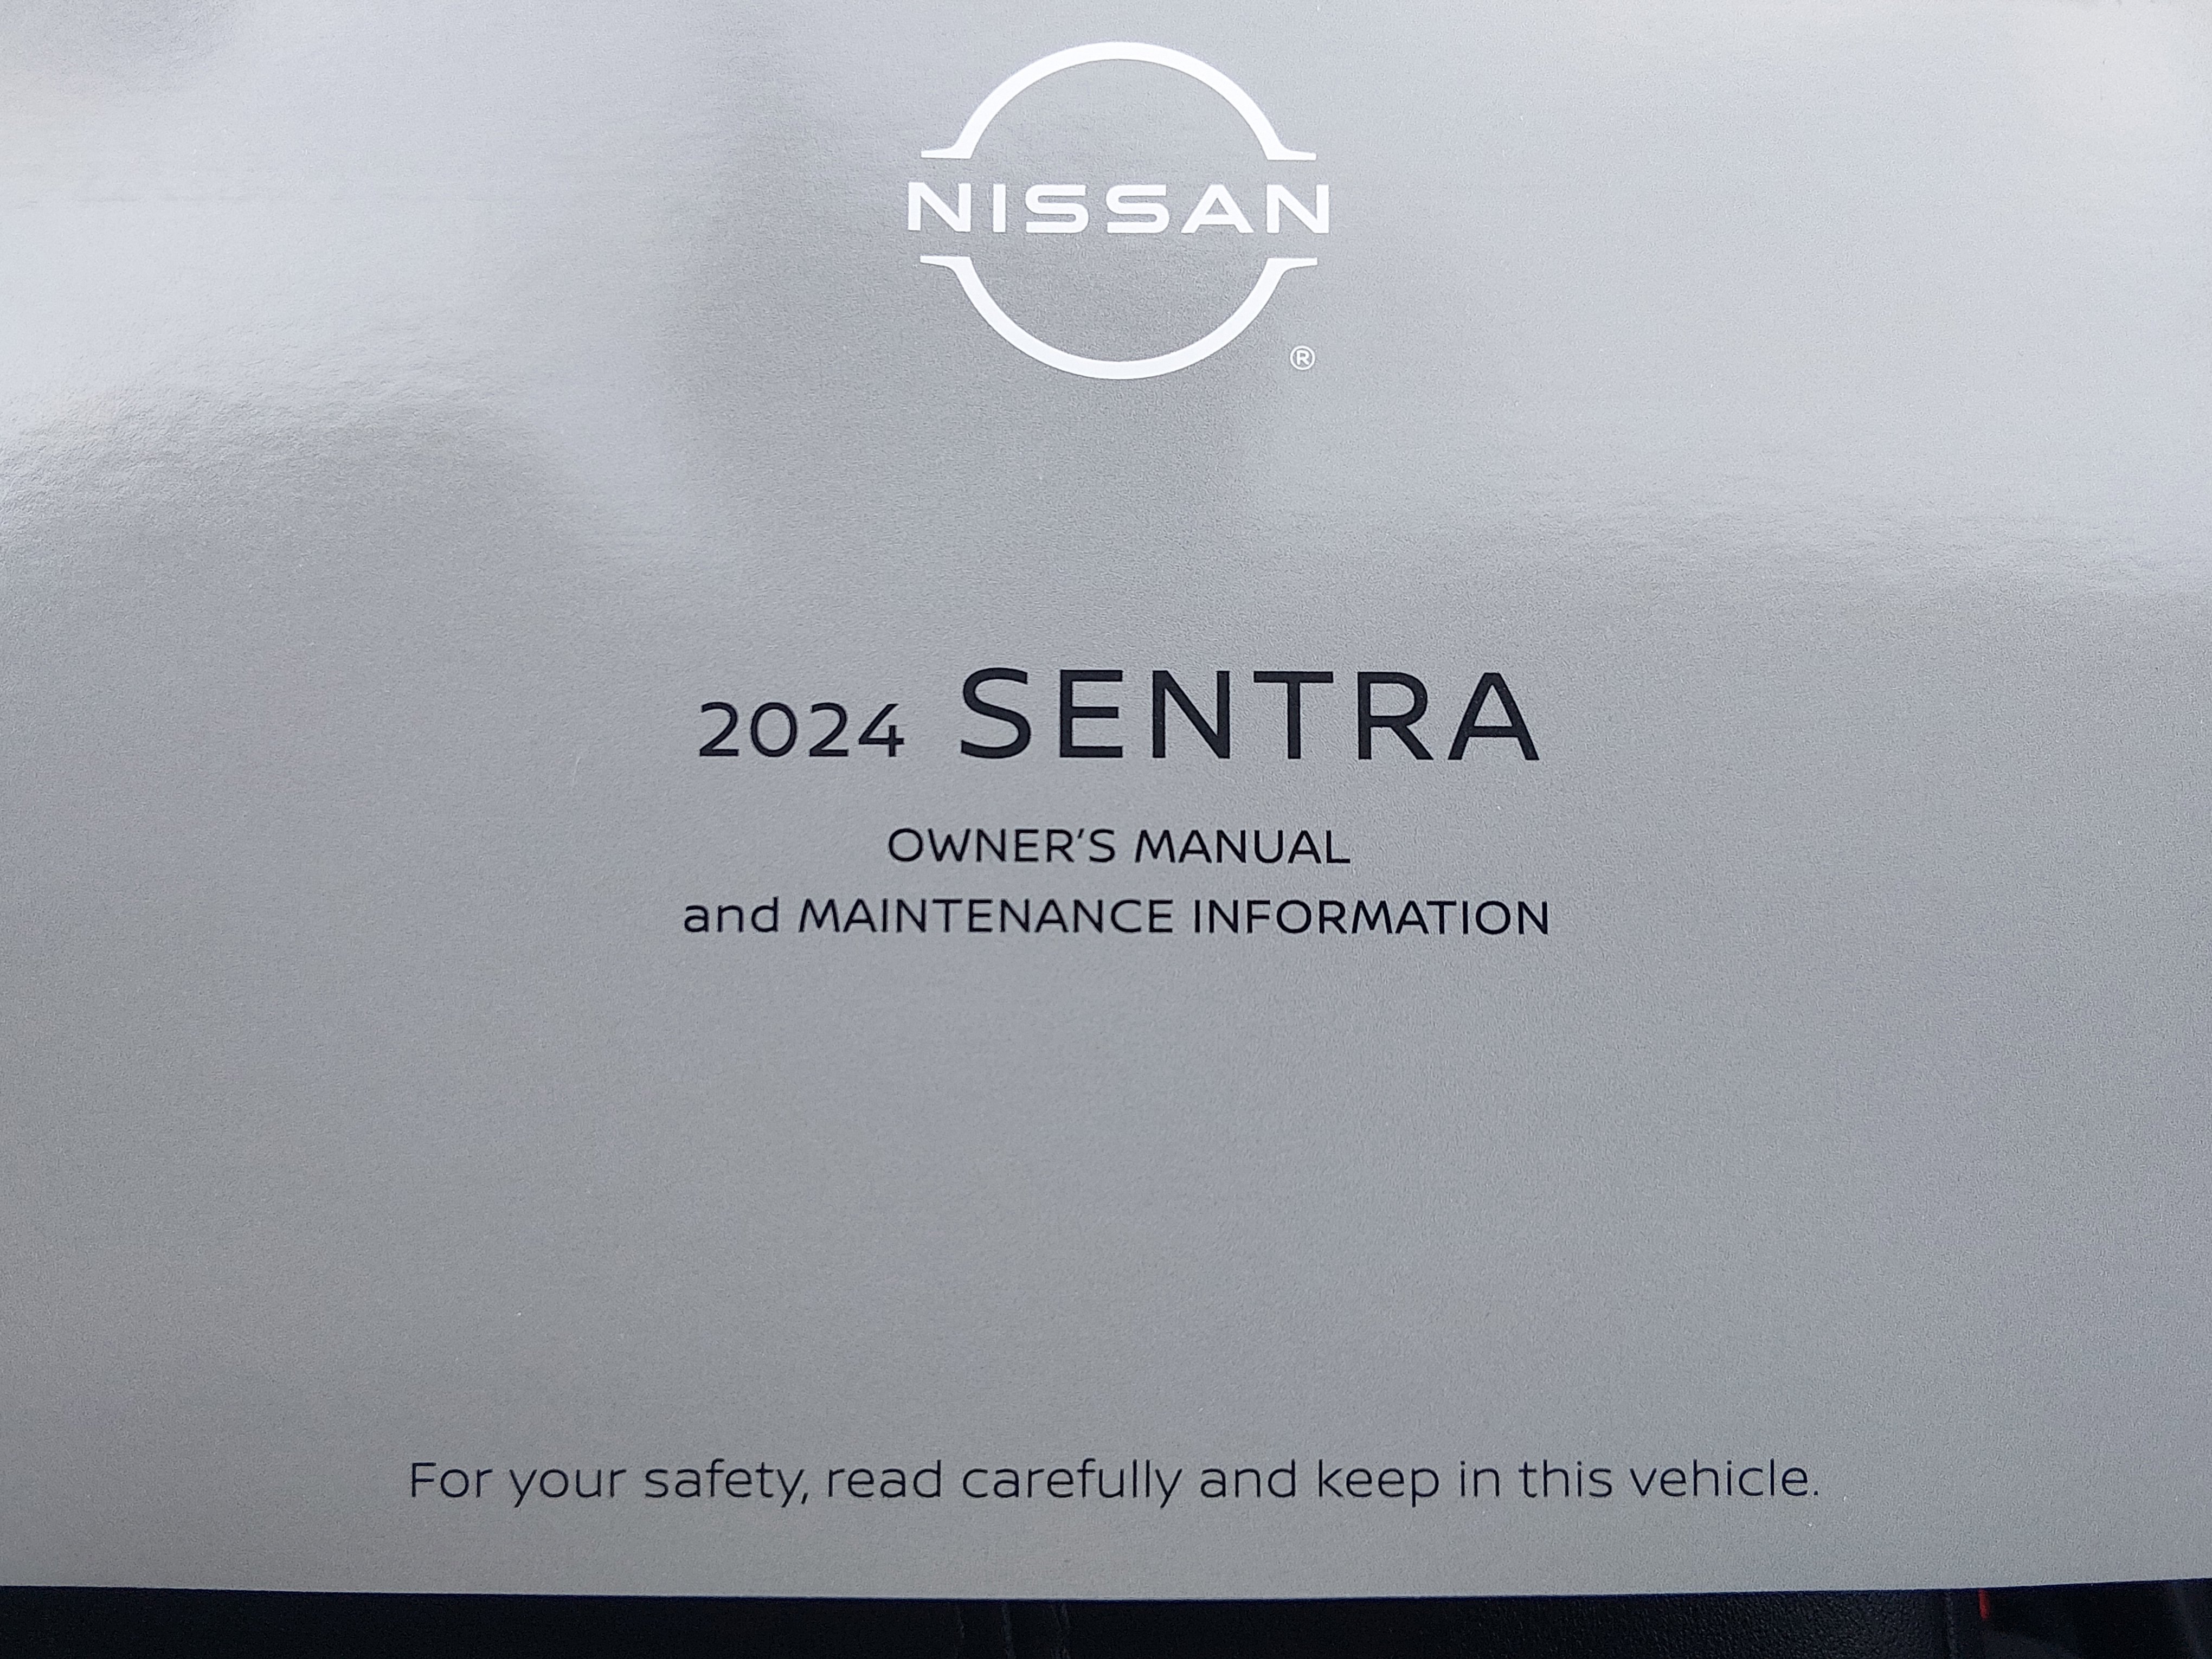 NISSAN
®
2024 SENTRA
OWNER'S MANUAL
and MAINTENANCE INFORMATION
For your safety, read carefully and keep in this vehicle.